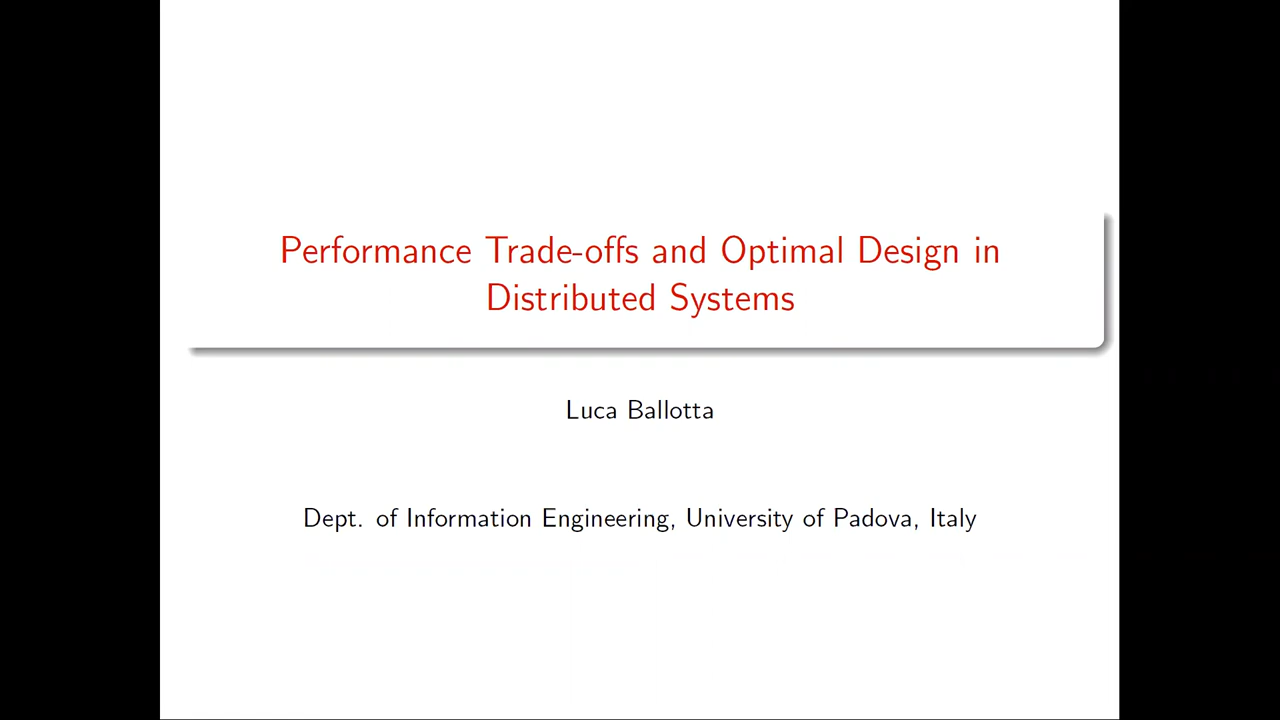 Performance Trade-offs and Optimal Design in
Distributed Systems
Luca Ballotta
Dept. of Information Engineering, University of Padova, Italy